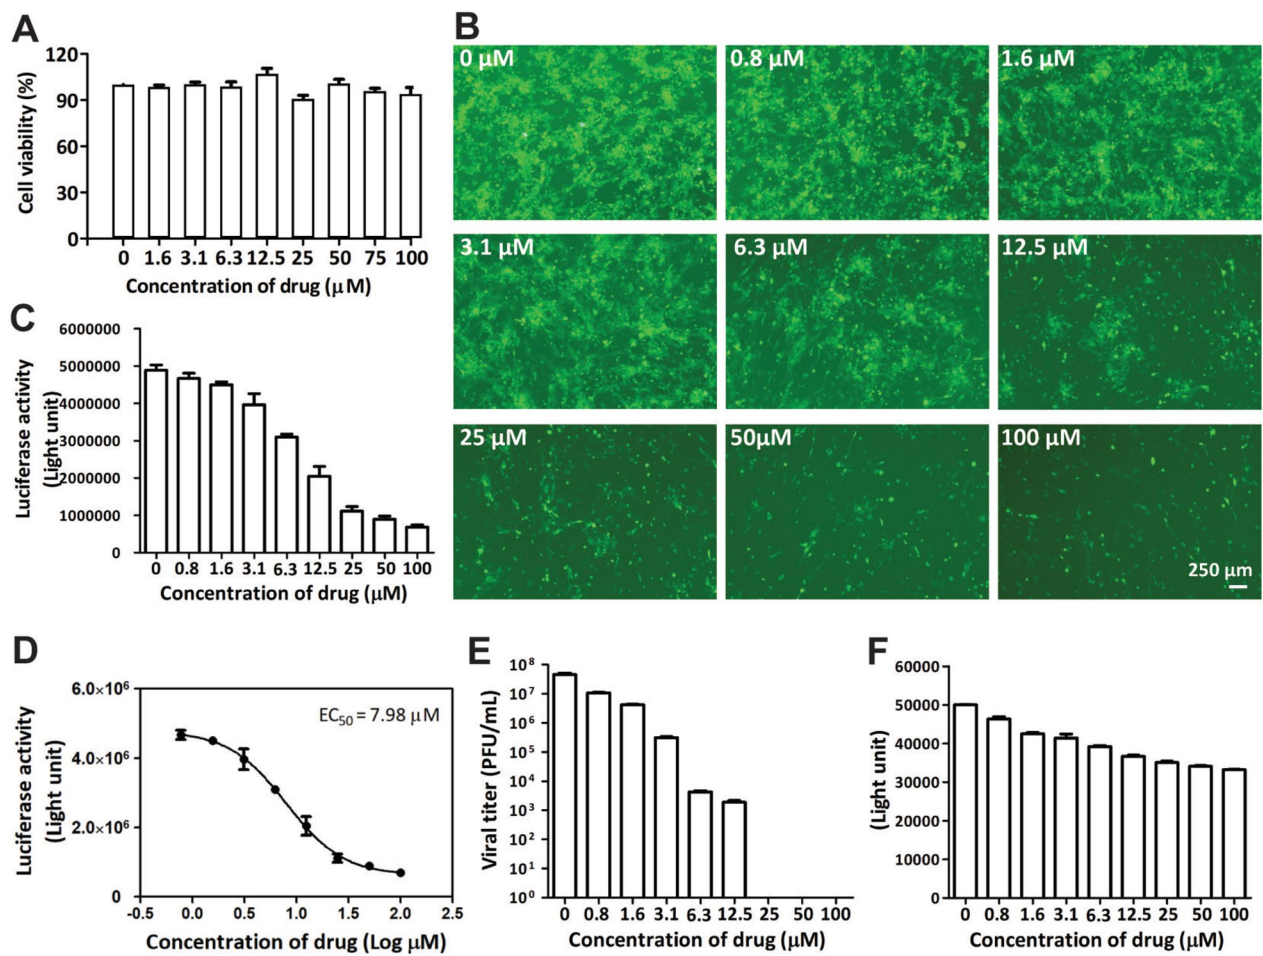 A
120
90
60
30
0
Cell viability (%)
0 1.6 3.1 6.3 12.5 25 50 75 100
Concentration of drug (μM)
B
0 μM
0.8 μM
1.6 μM
3.1 μM
6.3 μM
12.5 μM
25 μM
50μM
100 μM
250 μm
C
6000000
5000000
4000000
3000000
2000000
1000000
0
Luciferase activity
(Light unit)
0 0.8 1.6 3.1 6.3 12.5 25 50 100
Concentration of drug (μM)
D
6.0×10⁶
4.0×10⁶
2.0×10⁶
0
Luciferase activity
(Light unit)
EC₅₀ = 7.98 μM
-0.5 0.0 0.5 1.0 1.5 2.0 2.5
Concentration of drug (Log μM)
E
10⁸
10⁷
10⁶
10⁵
10⁴
10³
10²
10¹
10⁰
Viral titer (PFU/mL)
0 0.8 1.6 3.1 6.3 12.5 25 50 100
Concentration of drug (μM)
F
60000
50000
40000
30000
20000
10000
0
(Light unit)
0 0.8 1.6 3.1 6.3 12.5 25 50 100
Concentration of drug (μM)